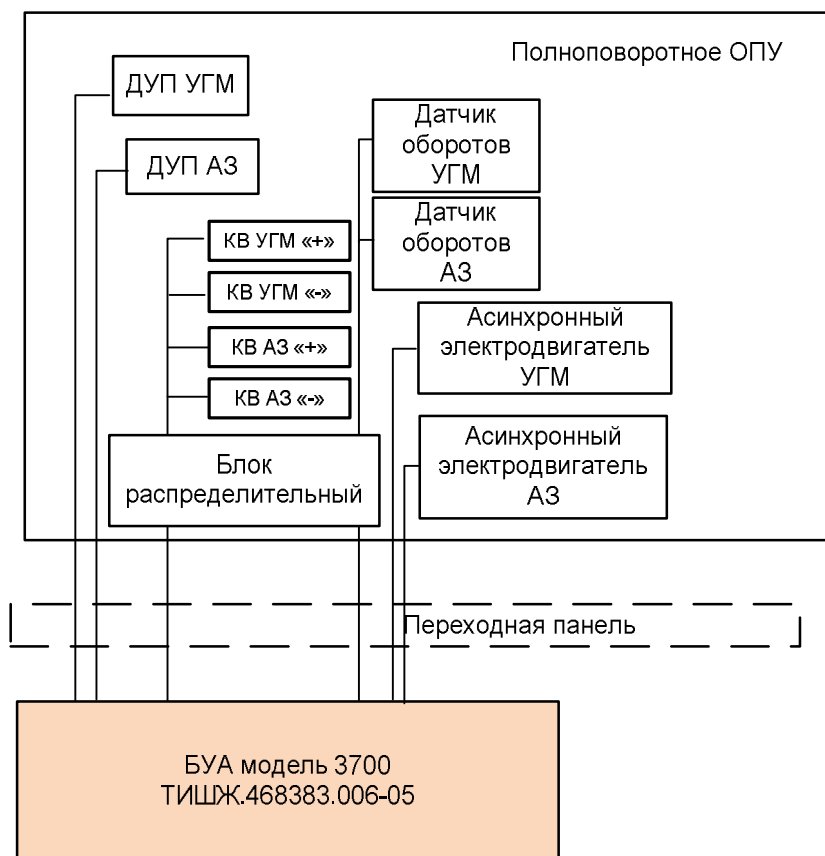 Полноповоротное ОПУ
ДУП УГМ
ДУП АЗ
Датчик
оборотов
УГМ
Датчик
оборотов
АЗ
КВ УГМ «+»
КВ УГМ «-»
КВ АЗ «+»
КВ АЗ «-»
Асинхронный
электродвигатель
УГМ
Асинхронный
электродвигатель
АЗ
Блок
распределительный
Переходная панель
БУА модель 3700
ТИШЖ.468383.006-05